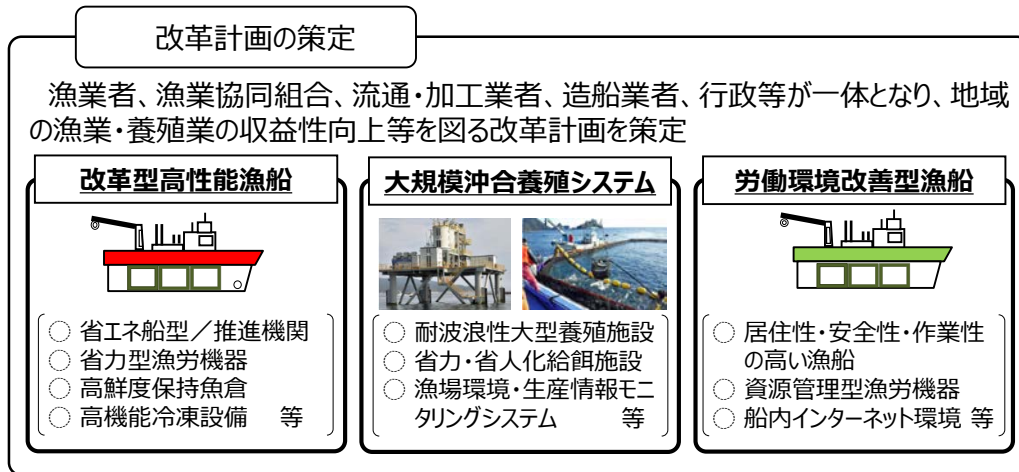 改革計画の策定
漁業者、漁業協同組合、流通・加工業者、造船業者、行政等が一体となり、地域
の漁業・養殖業の収益性向上等を図る改革計画を策定
改革型高性能漁船
○ 省エネ船型／推進機関
○ 省力型漁労機器
○ 高鮮度保持魚倉
○ 高機能冷凍設備　等
大規模沖合養殖システム
○ 耐波浪性大型養殖施設
○ 省力・省人化給餌施設
○ 漁場環境・生産情報モニ
タリングシステム　等
労働環境改善型漁船
○ 居住性・安全性・作業性
の高い漁船
○ 資源管理型漁労機器
○ 船内インターネット環境 等